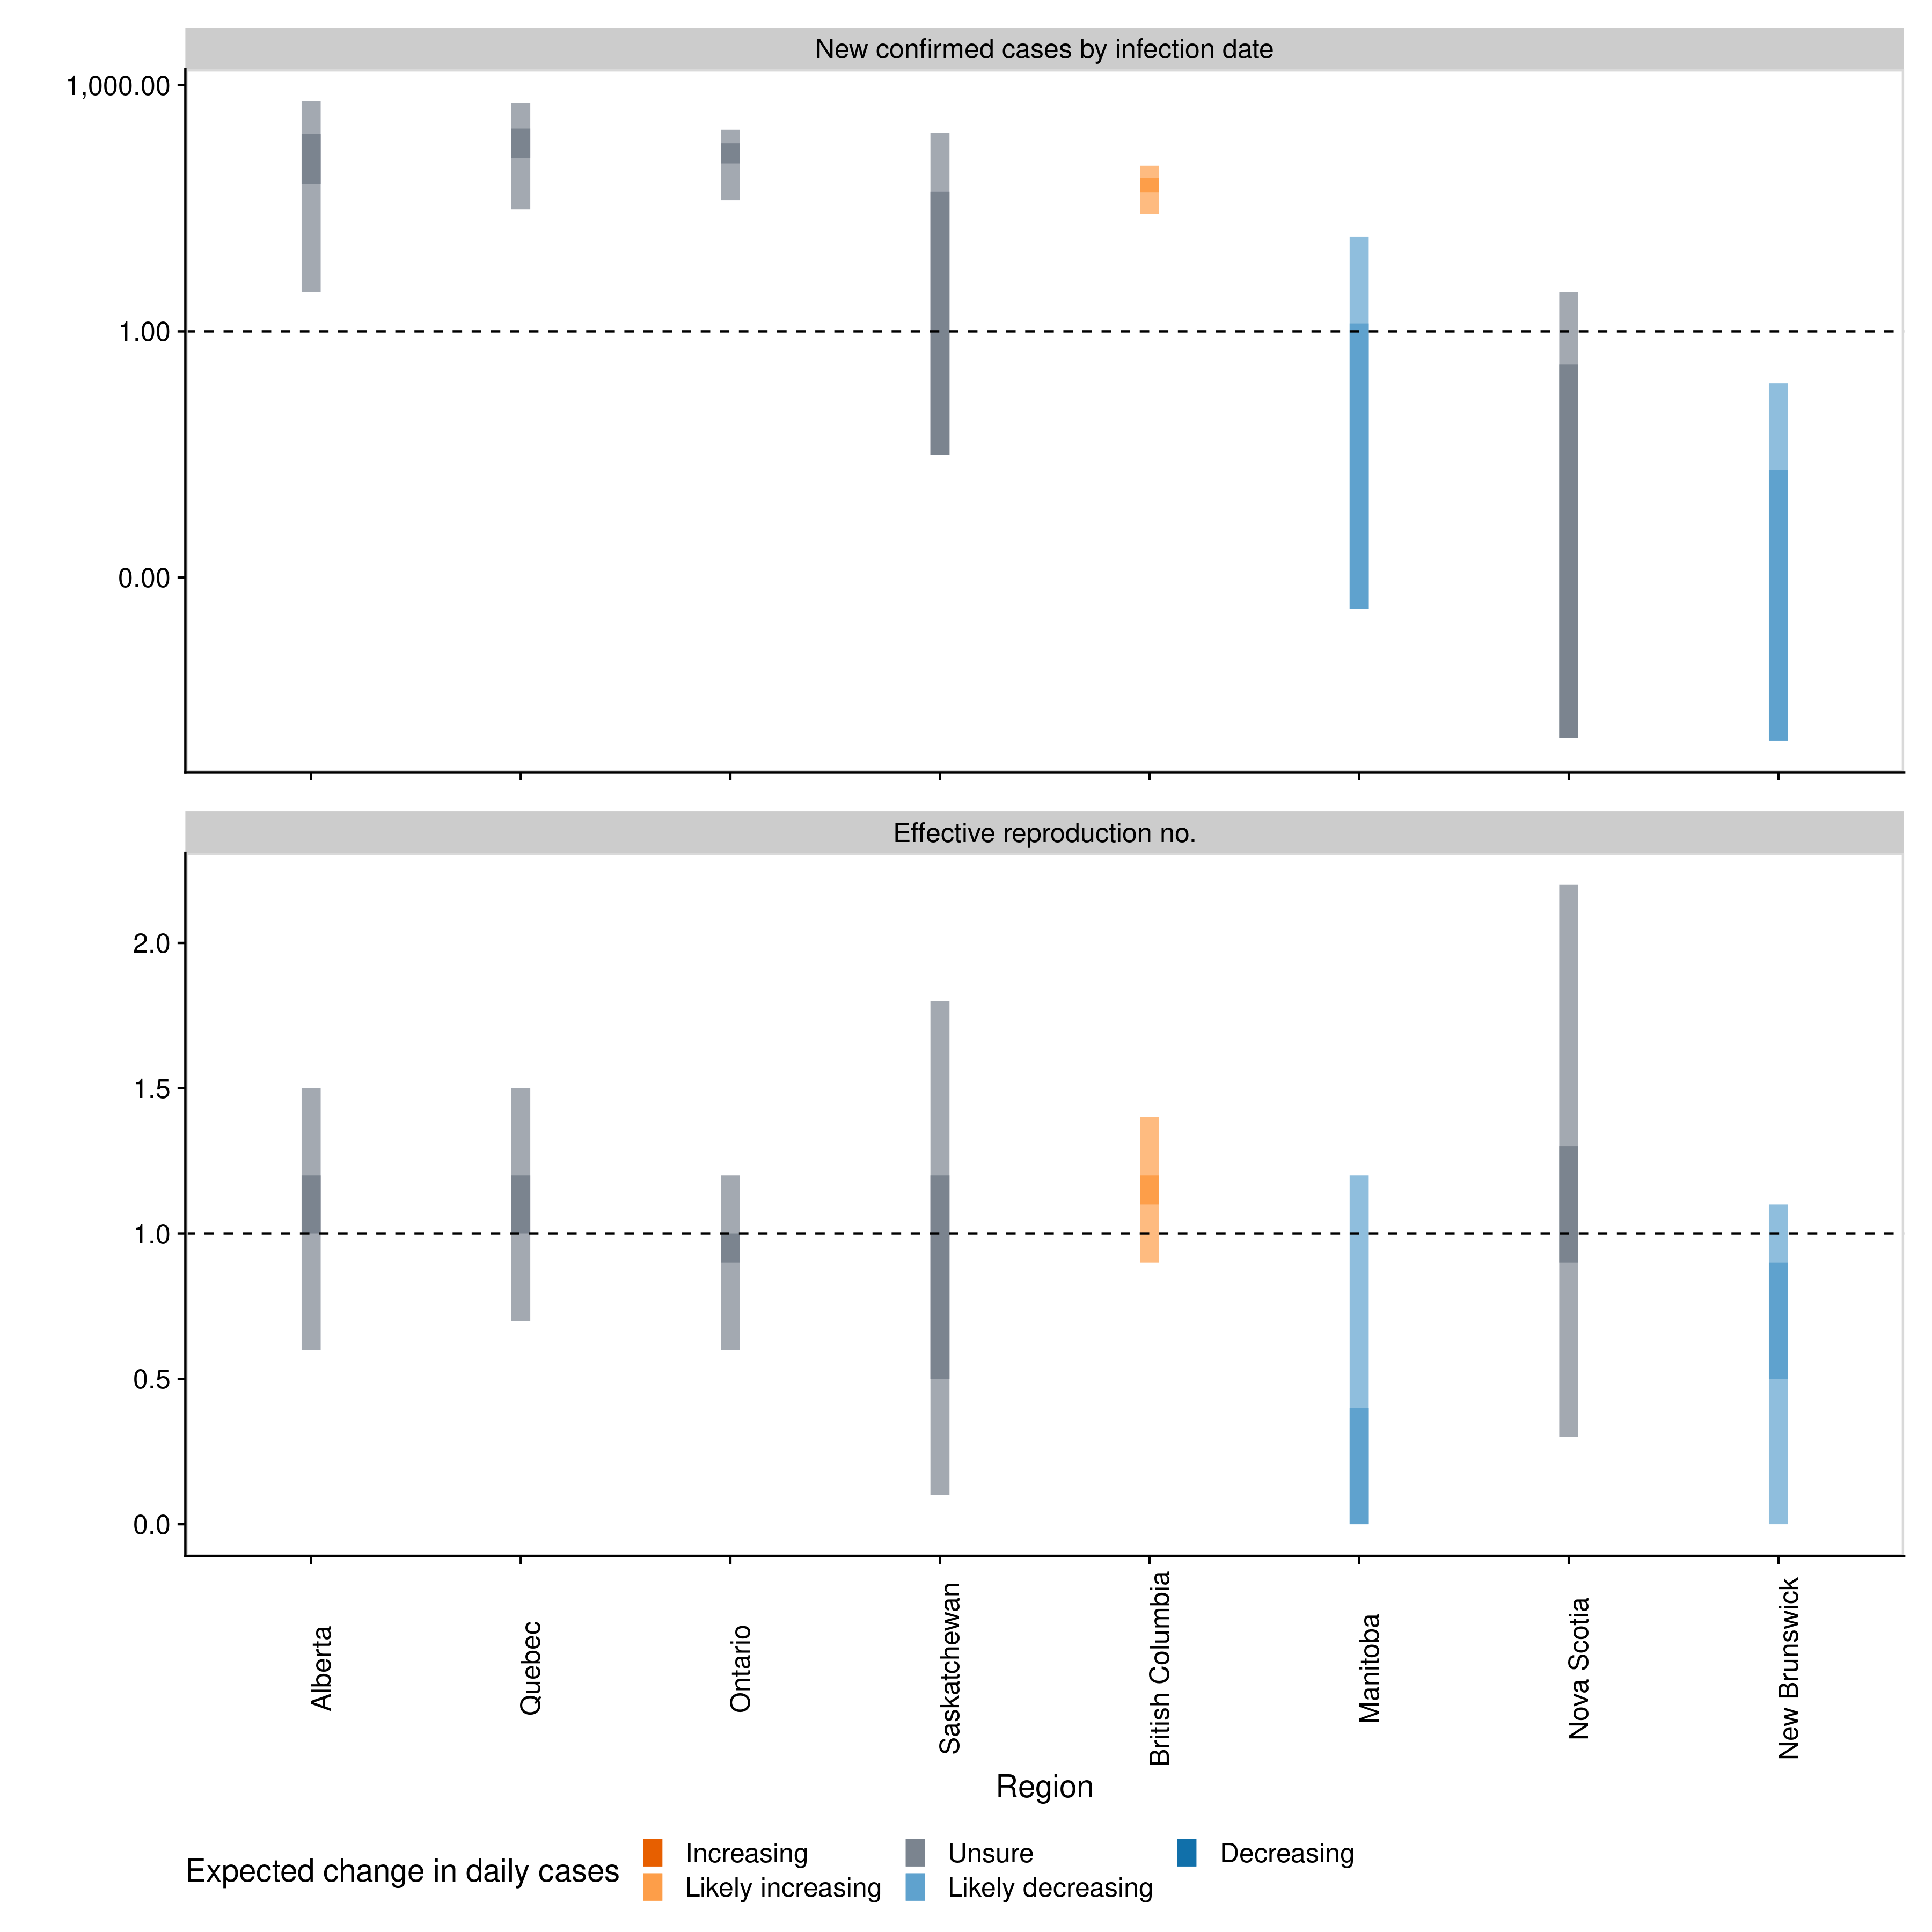 New confirmed cases by infection date
1,000.00
1.00
0.00
Effective reproduction no.
2.0
1.5
1.0
0.5
0.0
Alberta
Quebec
Ontario
Saskatchewan
British Columbia
Manitoba
Nova Scotia
New Brunswick
Region
Expected change in daily cases
Increasing
Unsure
Decreasing
Likely increasing
Likely decreasing